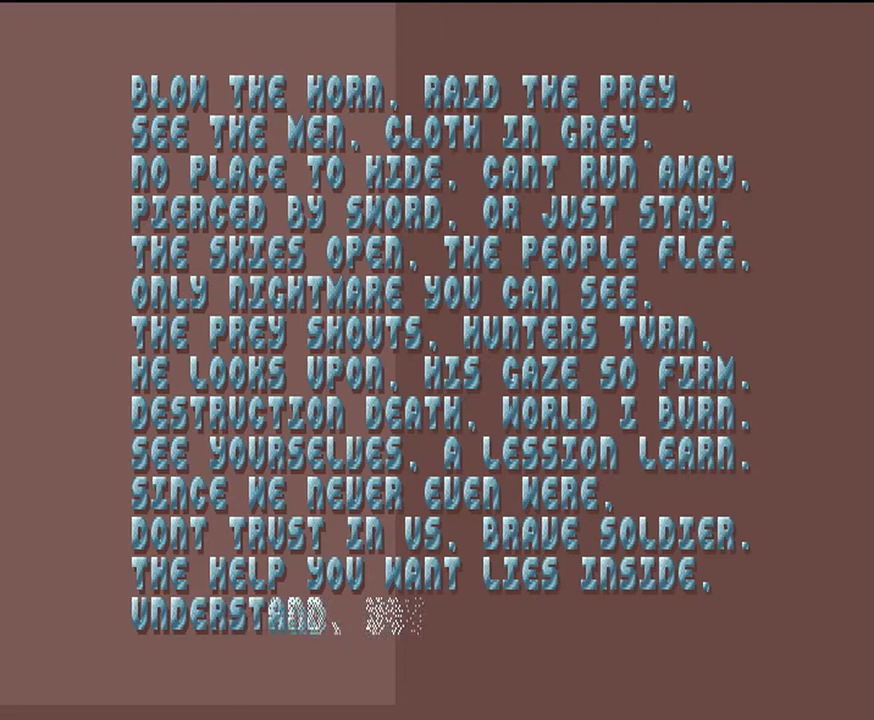 BLOW THE HORN, RAID THE PREY,
SEE THE MEN, CLOTH IN GREY.
NO PLACE TO HIDE, CANT RUN AWAY,
PIERCED BY SWORD, OR JUST STAY.
THE SKIES OPEN, THE PEOPLE FLEE,
ONLY NIGHTMARE YOU CAN SEE.
THE PREY SHOUTS, HUNTERS TURN,
HE LOOKS UPON, HIS GAZE SO FIRM.
DESTRUCTION DEATH, WORLD I BURN.
SEE YOURSELVES, A LESSION LEARN.
SINCE WE NEVER EVEN WERE,
DONT TRUST IN US, BRAVE SOLDIER.
THE HELP YOU WANT LIES INSIDE,
UNDERSTAND,